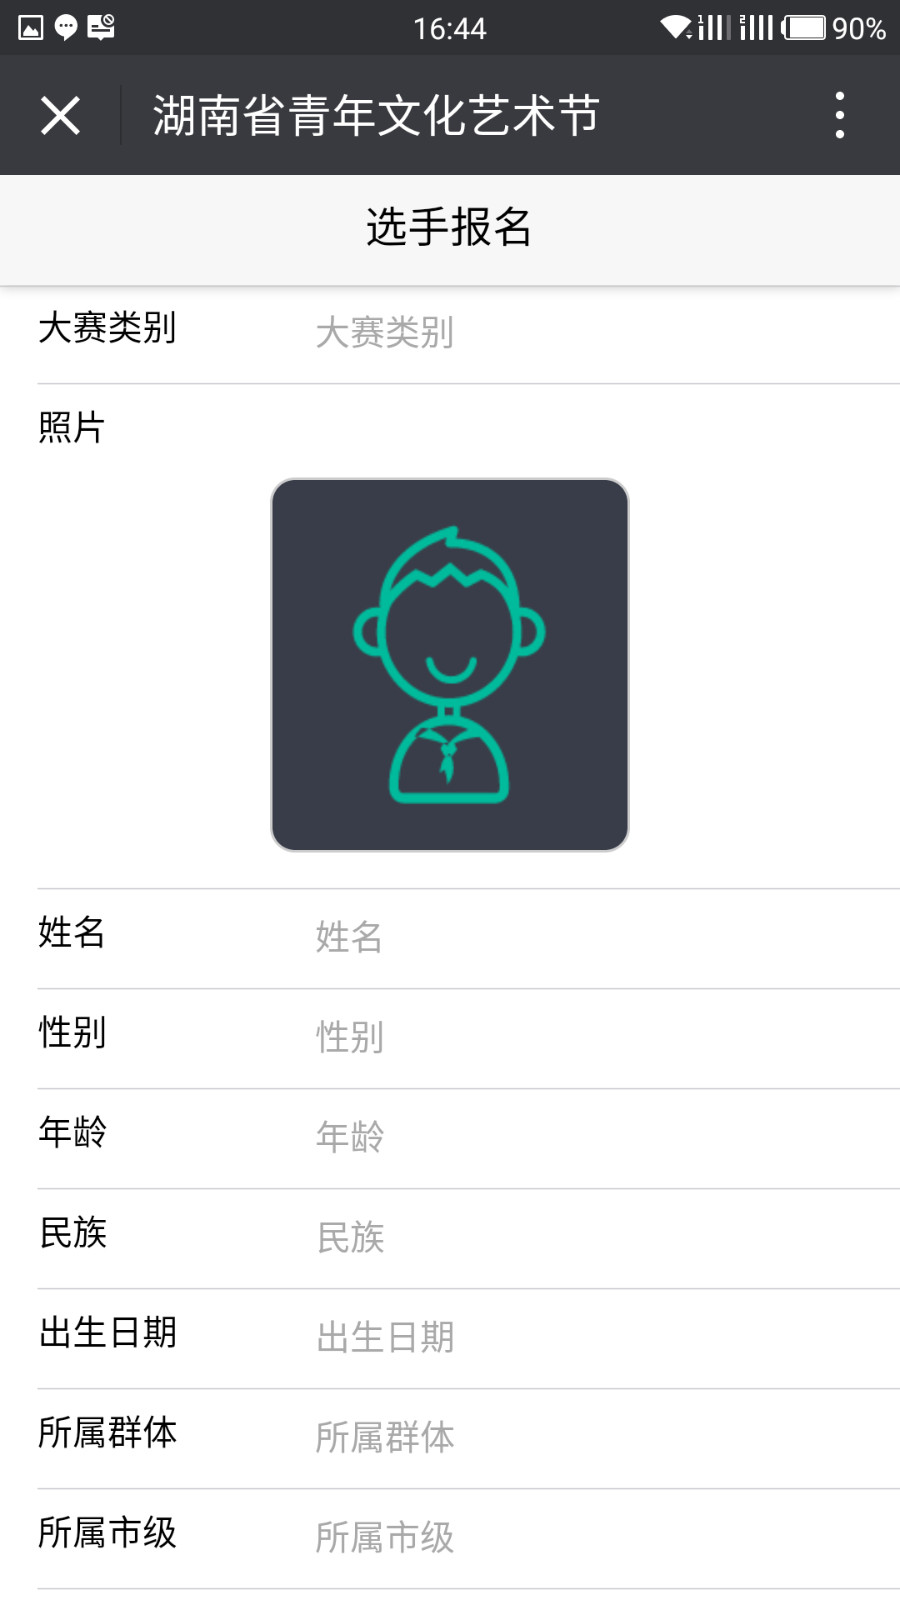 16:44 90%
湖南省青年文化艺术节
选手报名
大赛类别 大赛类别
照片
姓名 姓名
性别 性别
年龄 年龄
民族 民族
出生日期 出生日期
所属群体 所属群体
所属市级 所属市级